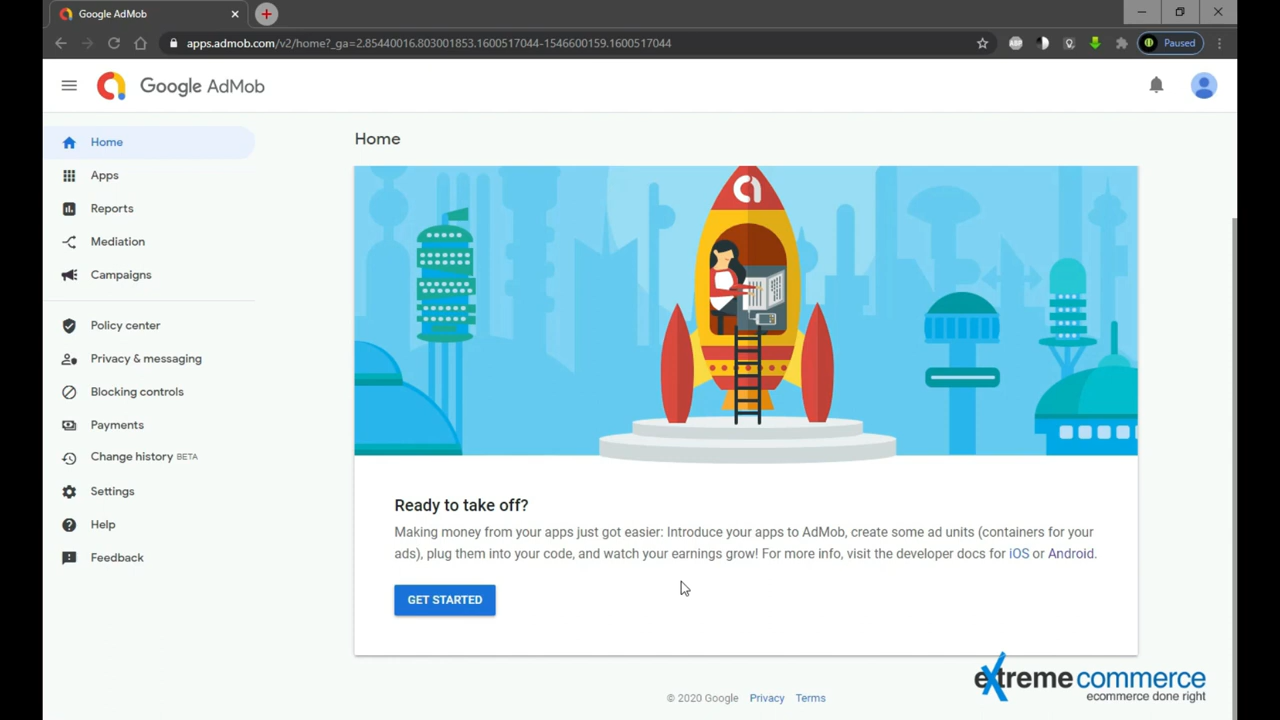 Google AdMob
apps.admob.com/v2/home?_ga=2.85440016.803001853.1600517044-1546600159.1600517044
Paused
Google AdMob
Home
Apps
Reports
Mediation
Campaigns
Policy center
Privacy & messaging
Blocking controls
Payments
Change history BETA
Settings
Help
Feedback
Home
Ready to take off?
Making money from your apps just got easier: Introduce your apps to AdMob, create some ad units (containers for your
ads), plug them into your code, and watch your earnings grow! For more info, visit the developer docs for iOS or Android.
GET STARTED
© 2020 Google Privacy Terms
extreme commerce
ecommerce done right